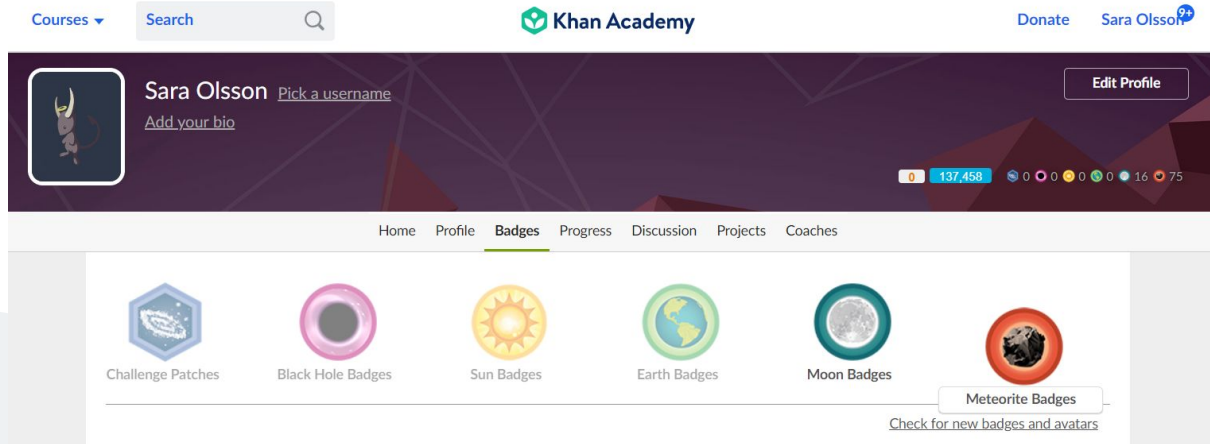 Courses Search Khan Academy Donate Sara Olsson 9+
Sara Olsson Pick a username Edit Profile
Add your bio
0 137,458 0 0 0 0 16 75
Home Profile Badges Progress Discussion Projects Coaches
Challenge Patches Black Hole Badges Sun Badges Earth Badges Moon Badges
Meteorite Badges
Check for new badges and avatars